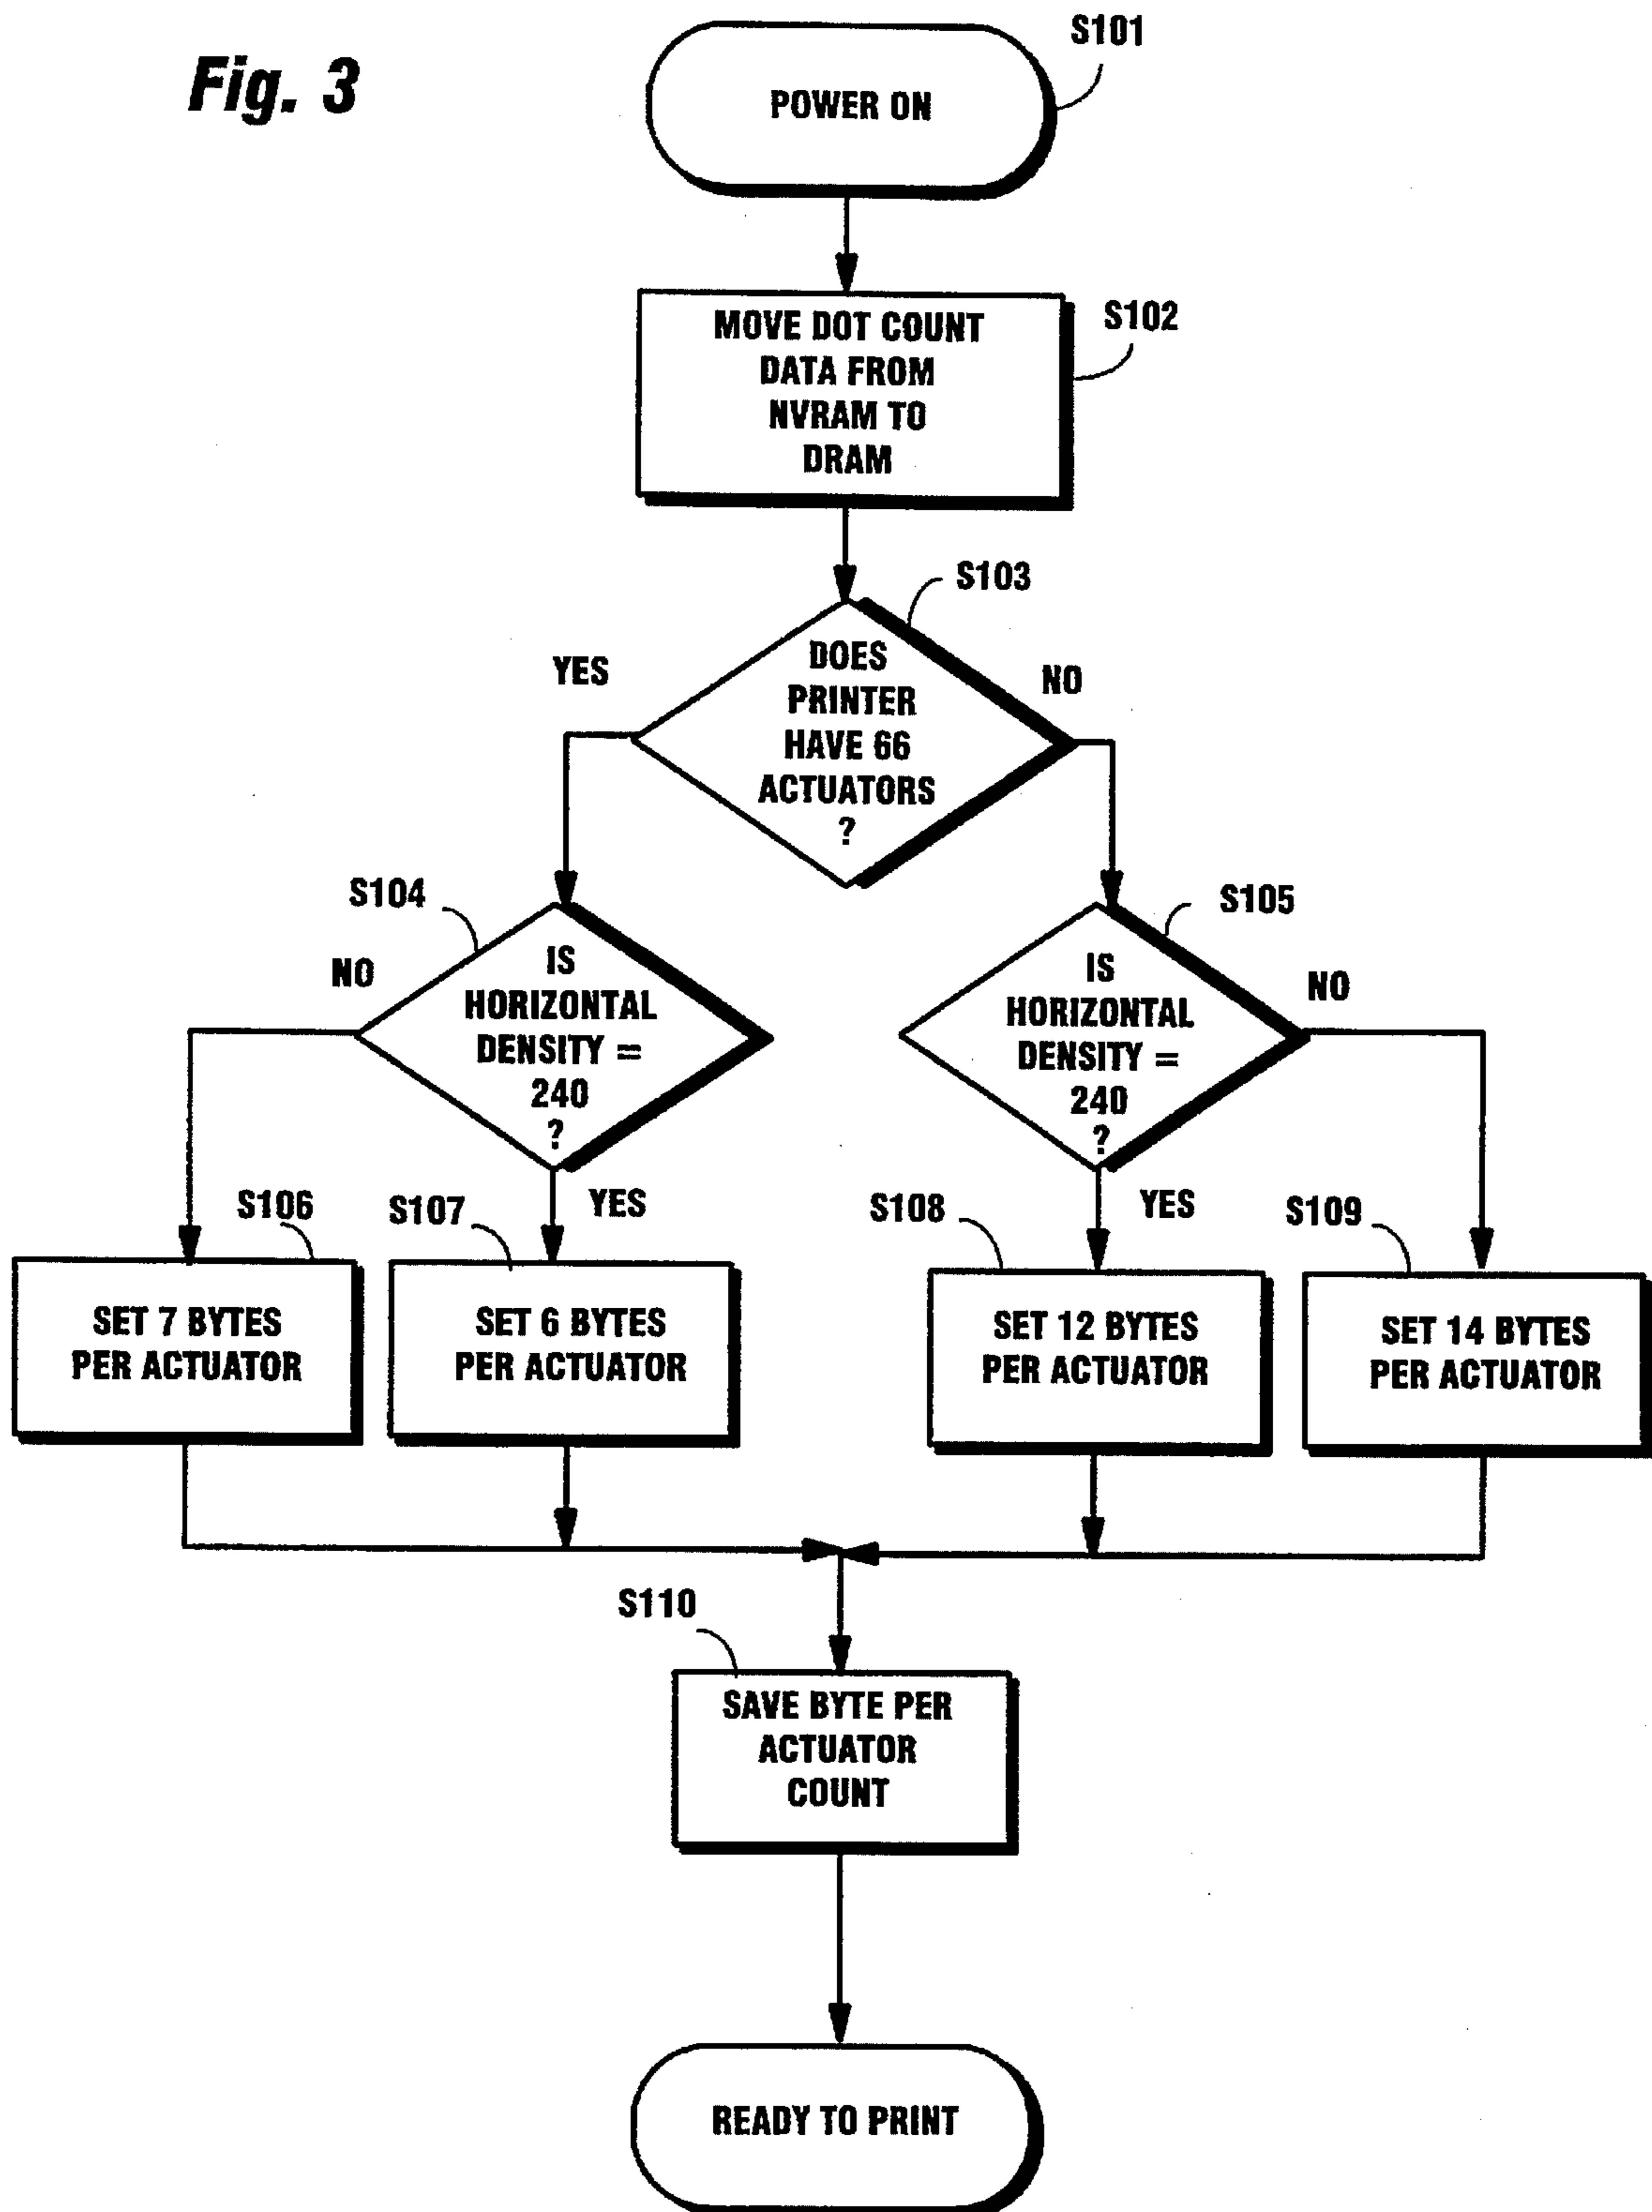 Fig. 3
S101
POWER ON
S102
MOVE DOT COUNT
DATA FROM
NVRAM TO
DRAM
S103
YES
NO
DOES
PRINTER
HAVE 66
ACTUATORS
?
S104
NO
IS
HORIZONTAL
DENSITY =
240
?
YES
S105
NO
IS
HORIZONTAL
DENSITY =
240
?
YES
S106
SET 7 BYTES
PER ACTUATOR
S107
SET 6 BYTES
PER ACTUATOR
S108
SET 12 BYTES
PER ACTUATOR
S109
SET 14 BYTES
PER ACTUATOR
S110
SAVE BYTE PER
ACTUATOR
COUNT
READY TO PRINT